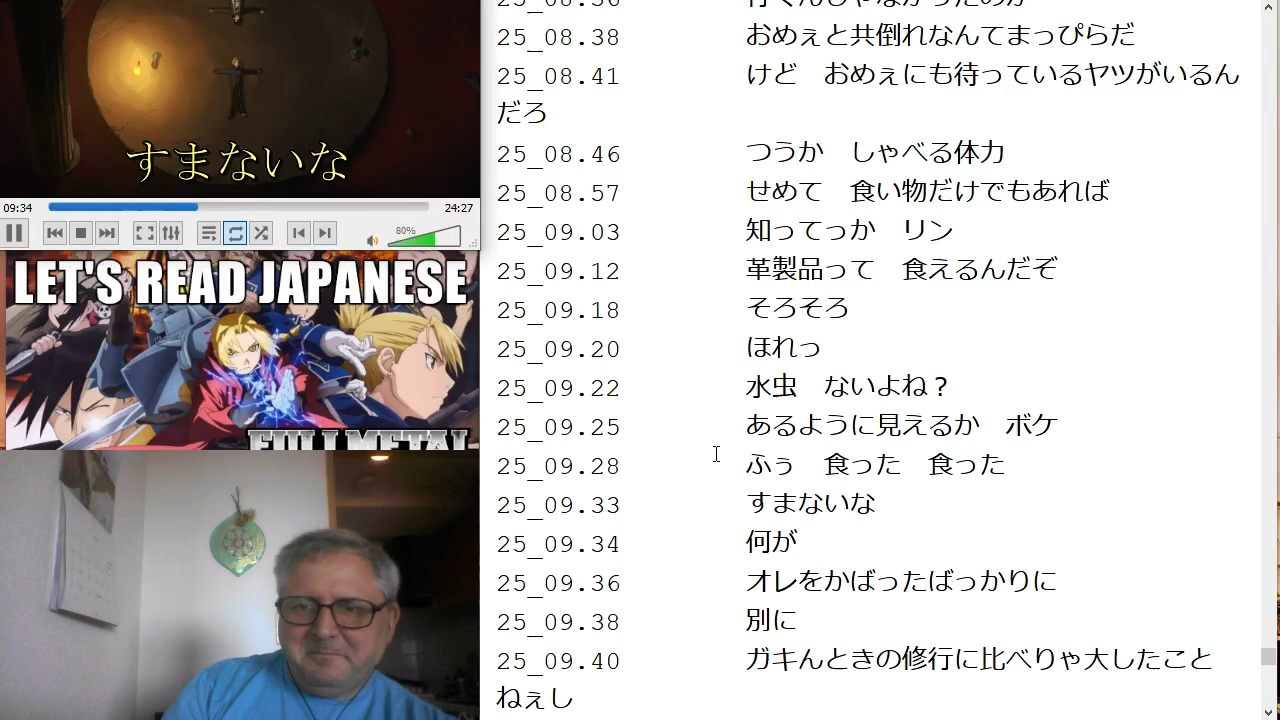 すまないな
09:34
24:27
80%
LET'S READ JAPANESE
FULLMETAL
25_08.38 おめぇと共倒れなんてまっぴらだ
25_08.41 けど　おめぇにも待っているヤツがいるん
だろ
25_08.46 つうか　しゃべる体力
25_08.57 せめて　食い物だけでもあれば
25_09.03 知ってっか　リン
25_09.12 革製品って　食えるんだぞ
25_09.18 そろそろ
25_09.20 ほれっ
25_09.22 水虫　ないよね？
25_09.25 あるように見えるか　ボケ
25_09.28 ふぅ　食った　食った
25_09.33 すまないな
25_09.34 何が
25_09.36 オレをかばったばっかりに
25_09.38 別に
25_09.40 ガキんときの修行に比べりゃ大したこと
ねぇし